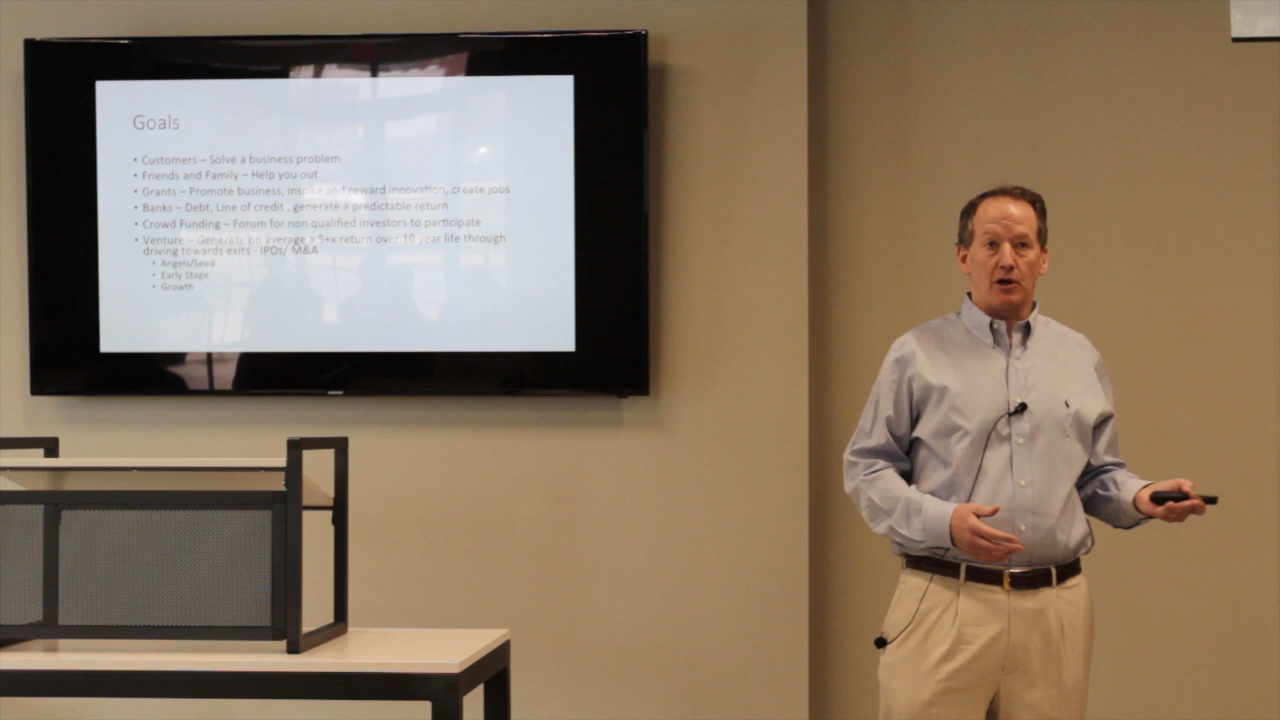 Goals
• Customers – Solve a business problem
• Friends and Family – Help you out
• Grants – Promote business, inspire and reward innovation, create jobs
• Banks – Debt, Line of credit , generate a predictable return
• Crowd Funding – Forum for non qualified investors to participate
• Venture – Generate on average a 5+x return over 10 year life through
driving towards exits - IPOs/ M&A
• Angels/Seed
• Early Stage
• Growth